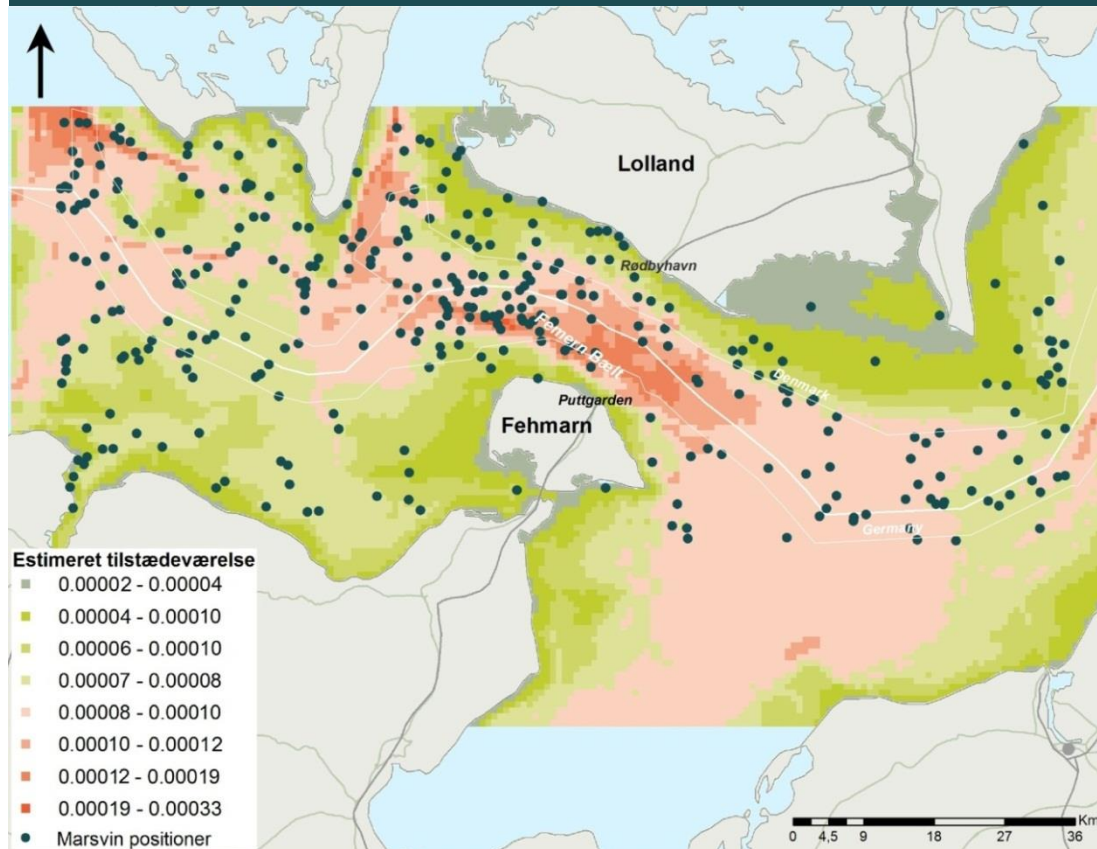 Lolland
Rødbyhavn
Femern Bælt
Denmark
Puttgarden
Fehmarn
Germany
Estimeret tilstædeværelse
0.00002 - 0.00004
0.00004 - 0.00010
0.00006 - 0.00010
0.00007 - 0.00008
0.00008 - 0.00010
0.00010 - 0.00012
0.00012 - 0.00019
0.00019 - 0.00033
Marsvin positioner
Km
0 4,5 9 18 27 36